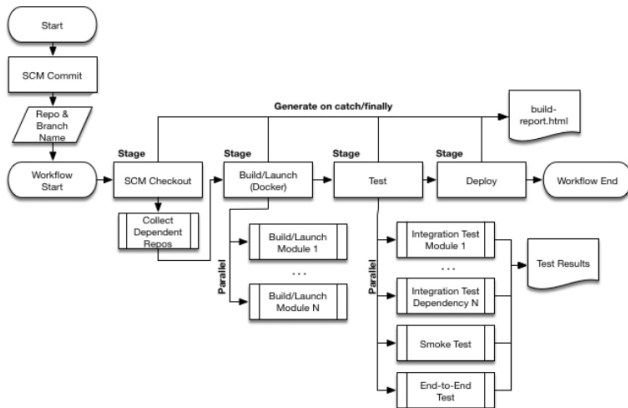 Start
SCM Commit
Repo &
Branch
Name
Generate on catch/finally
build-
report.html
Stage
Stage
Stage
Stage
Workflow
Start
SCM Checkout
Build/Launch
(Docker)
Test
Deploy
Workflow End
Collect
Dependent
Repos
Parallel
Build/Launch
Module 1
...
Build/Launch
Module N
Parallel
Integration Test
Module 1
...
Integration Test
Dependency N
Smoke Test
End-to-End
Test
Test Results